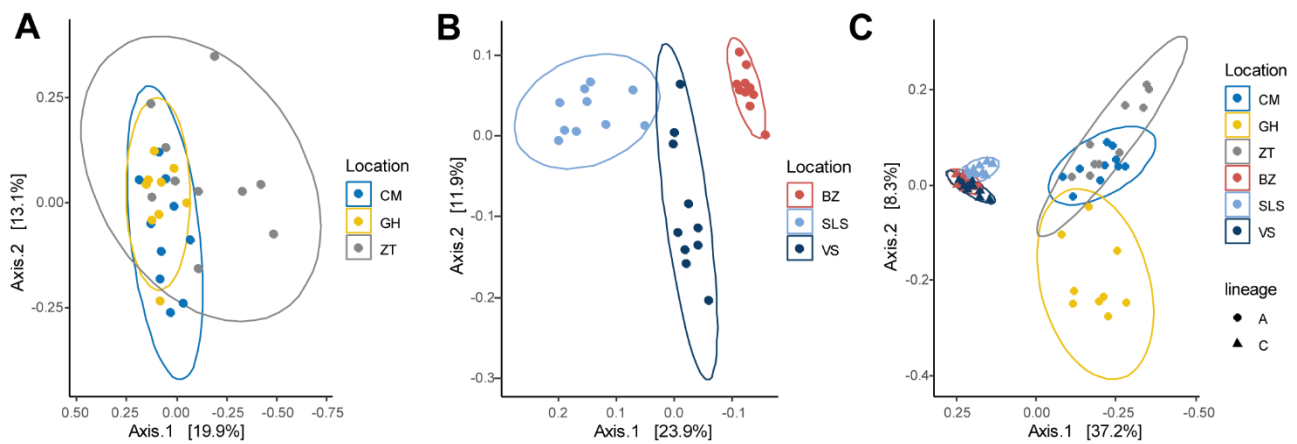 A
0.25
0.00
-0.25
Axis.2 [13.1%]
0.50
0.25
0.00
-0.25
-0.50
-0.75
Axis.1 [19.9%]
Location
CM
GH
ZT
B
0.1
0.0
-0.1
-0.2
-0.3
Axis.2 [11.9%]
0.2
0.1
0.0
-0.1
Axis.1 [23.9%]
Location
BZ
SLS
VS
C
0.2
0.0
-0.2
-0.4
Axis.2 [8.3%]
0.25
0.00
-0.25
-0.50
Axis.1 [37.2%]
Location
CM
GH
ZT
BZ
SLS
VS
lineage
A
C